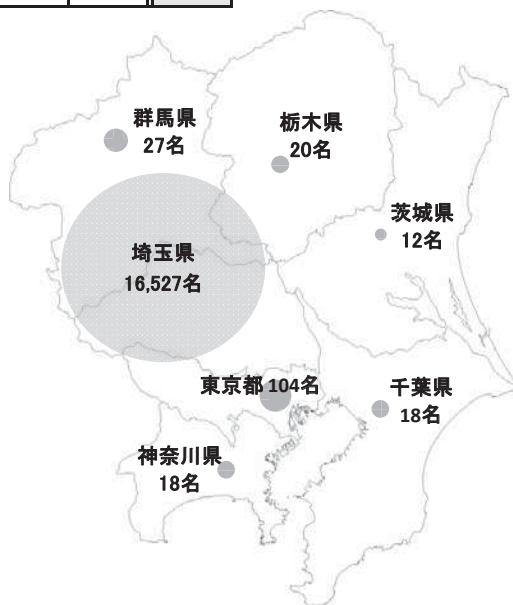 群馬県
27名
栃木県
20名
茨城県
12名
埼玉県
16,527名
東京都 104名
千葉県
18名
神奈川県
18名